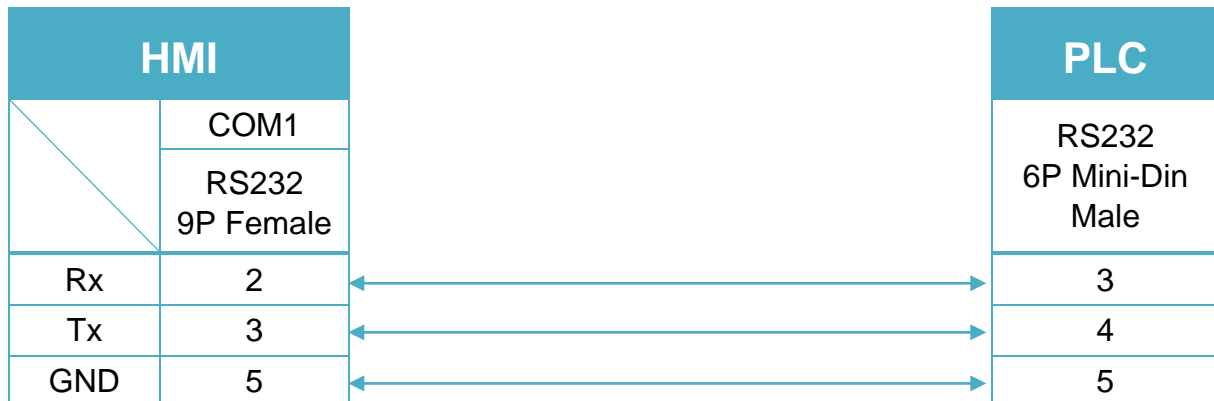 HMI
PLC
COM1
RS232
9P Female
RS232
6P Mini-Din
Male
Rx 2 3
Tx 3 4
GND 5 5